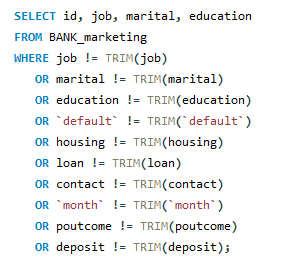 SELECT id, job, marital, education
FROM BANK_marketing
WHERE job != TRIM(job)
OR marital != TRIM(marital)
OR education != TRIM(education)
OR `default` != TRIM(`default`)
OR housing != TRIM(housing)
OR loan != TRIM(loan)
OR contact != TRIM(contact)
OR `month` != TRIM(`month`)
OR poutcome != TRIM(poutcome)
OR deposit != TRIM(deposit);